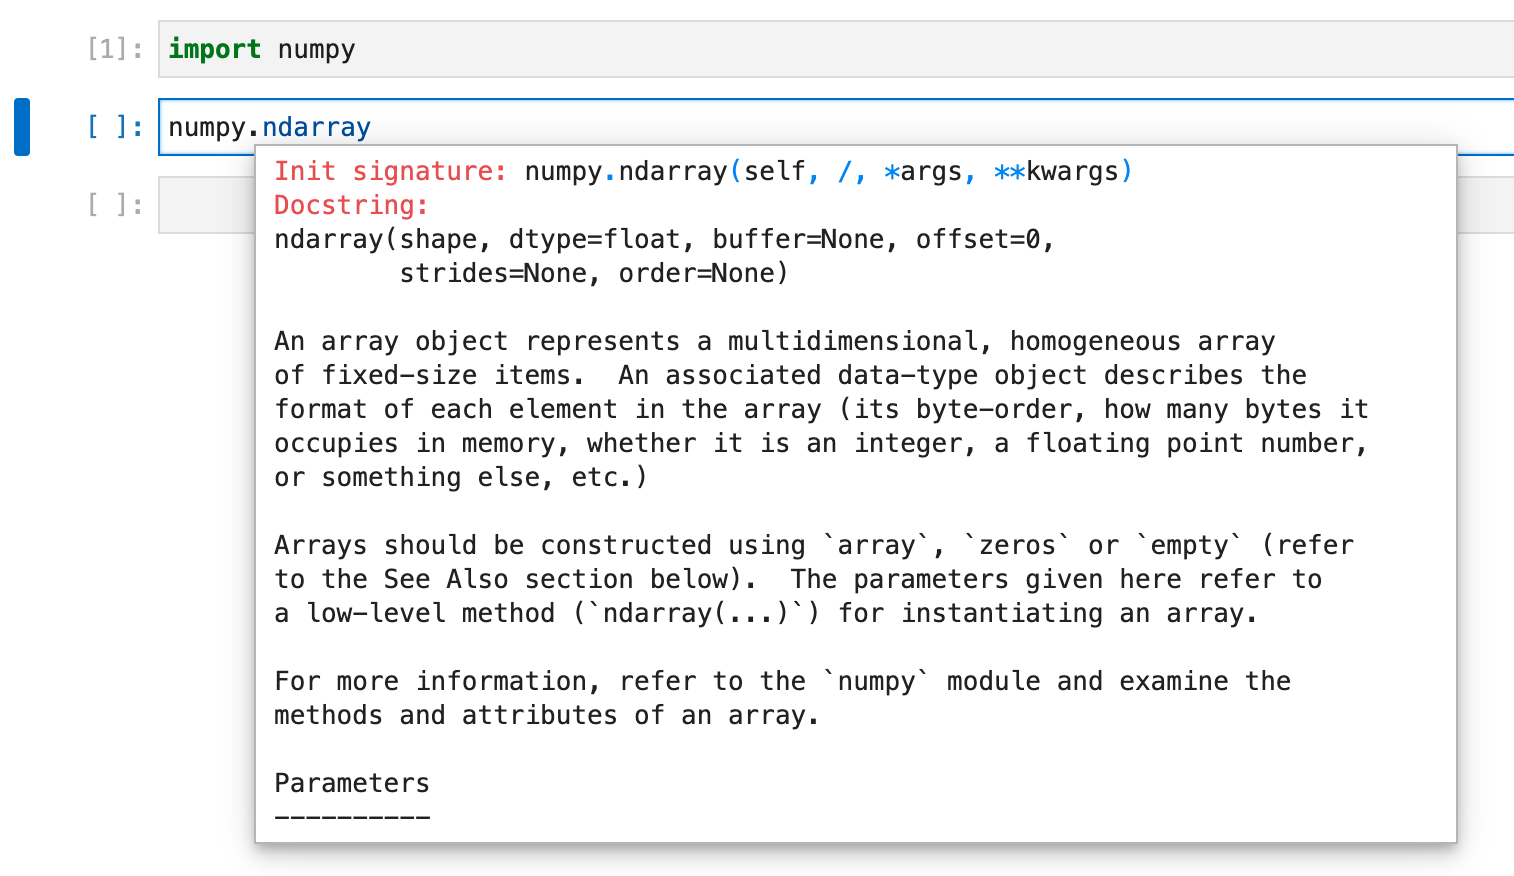 [1]: import numpy
[ ]: numpy.ndarray
Init signature: numpy.ndarray(self, /, *args, **kwargs)
[ ]:
Docstring:
ndarray(shape, dtype=float, buffer=None, offset=0,
        strides=None, order=None)

An array object represents a multidimensional, homogeneous array
of fixed-size items.  An associated data-type object describes the
format of each element in the array (its byte-order, how many bytes it
occupies in memory, whether it is an integer, a floating point number,
or something else, etc.)

Arrays should be constructed using `array`, `zeros` or `empty` (refer
to the See Also section below).  The parameters given here refer to
a low-level method (`ndarray(...)`) for instantiating an array.

For more information, refer to the `numpy` module and examine the
methods and attributes of an array.

Parameters
----------